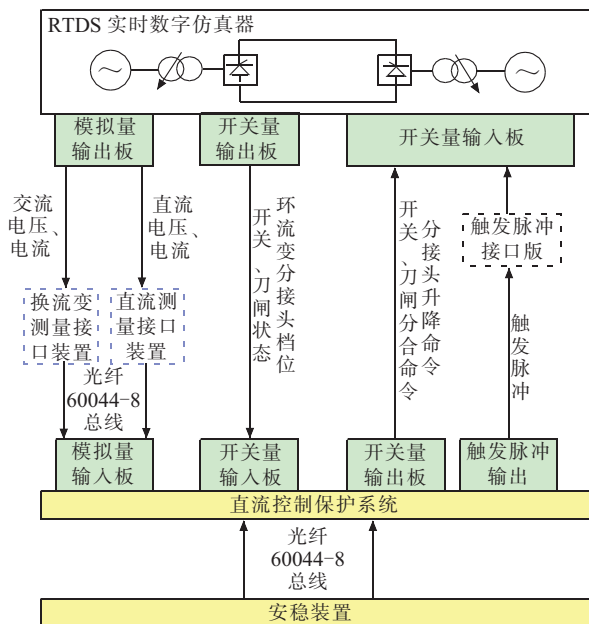 RTDS 实时数字仿真器
模拟量
输出板
开关量
输出板
开关量输入板
交流
电压、
电流
直流
电压、
电流
开关、刀闸状态
环流变分接头档位
开关、刀闸分合命令
分接头升降命令
触发脉冲
接口版
触发脉冲
换流变
测量接
口装置
直流测
量接口
装置
光纤
60044-8
总线
模拟量
输入板
开关量
输入板
开关量
输出板
触发脉冲
输出
直流控制保护系统
光纤
60044-8
总线
安稳装置